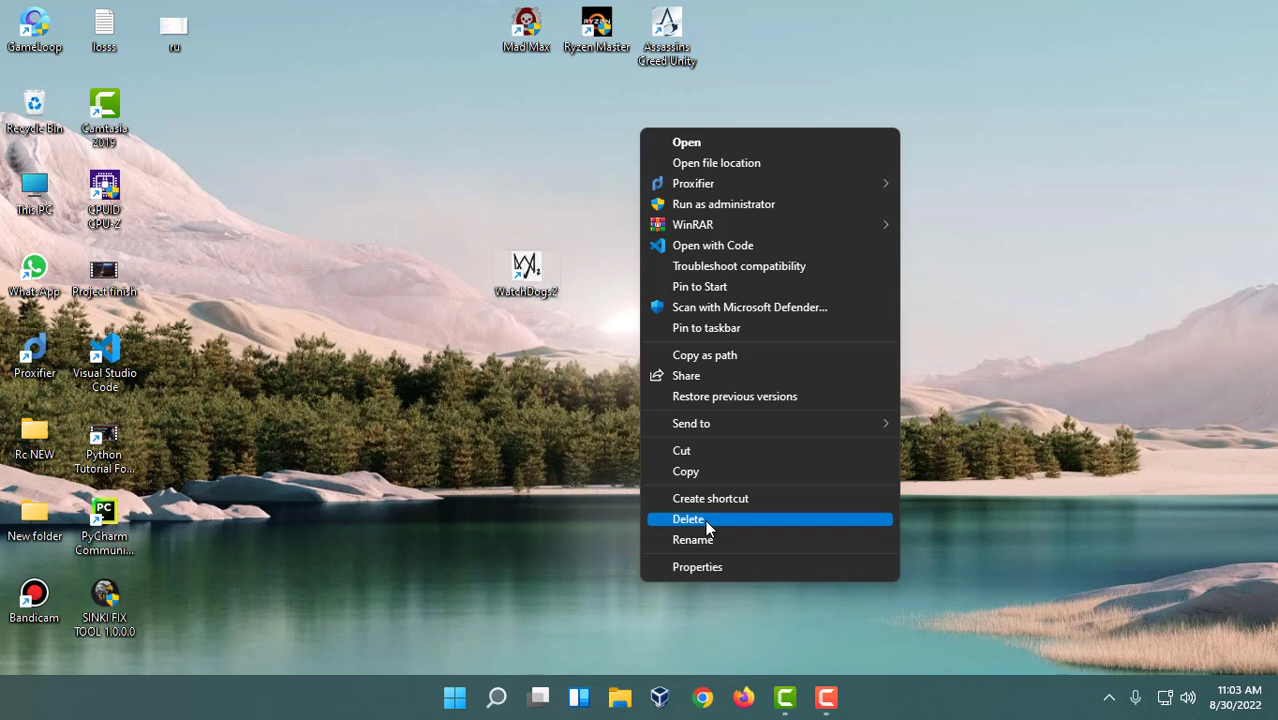 GameLoop
losss
ru
Mad Max
Ryzen Master
Assassins
Creed Unity
Recycle Bin
Camtasia
2019
This PC
CPUID
CPU-Z
WhatsApp
Project finish
WatchDogs2
Proxifier
Visual Studio
Code
Rc NEW
Python
Tutorial Fo...
New folder
PyCharm
Communi...
Bandicam
SINKI FIX
TOOL 1.0.0.0
Open
Open file location
Proxifier
Run as administrator
WinRAR
Open with Code
Troubleshoot compatibility
Pin to Start
Scan with Microsoft Defender...
Pin to taskbar
Copy as path
Share
Restore previous versions
Send to
Cut
Copy
Create shortcut
Delete
Rename
Properties
11:03 AM
8/30/2022